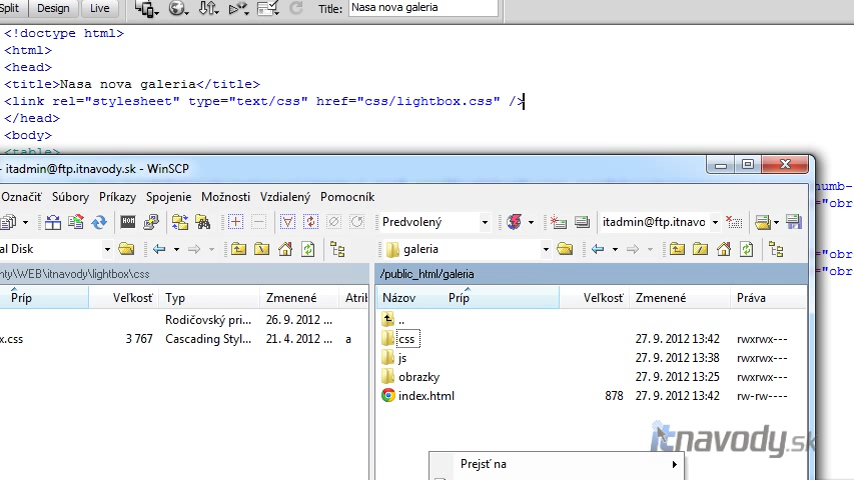 Split Design Live Title: Nasa nova galeria
<!doctype html>
<html>
<head>
<title>Nasa nova galeria</title>
<link rel="stylesheet" type="text/css" href="css/lightbox.css" />
</head>
<body>
<table>
- itadmin@ftp.itnavody.sk - WinSCP
humb-
Označiť Súbory Príkazy Spojenie Možnosti Vzdialený Pomocník
="obr
Predvolený itadmin@ftp.itnavo
al Disk galeria
="obr
nty\WEB\itnavody\lightbox\css /public_html/galeria
="obr
Príp Veľkosť Typ Zmenené Atrib Názov Príp Veľkosť Zmenené Práva
Rodičovský pri... 26. 9. 2012 ... ..
x.css 3 767 Cascading Styl... 21. 4. 2012 ... a css 27. 9. 2012 13:42 rwxrwx---
js 27. 9. 2012 13:38 rwxrwx---
obrazky 27. 9. 2012 13:25 rwxrwx---
index.html 878 27. 9. 2012 13:42 rw-rw----
itnavody.sk
Prejsť na